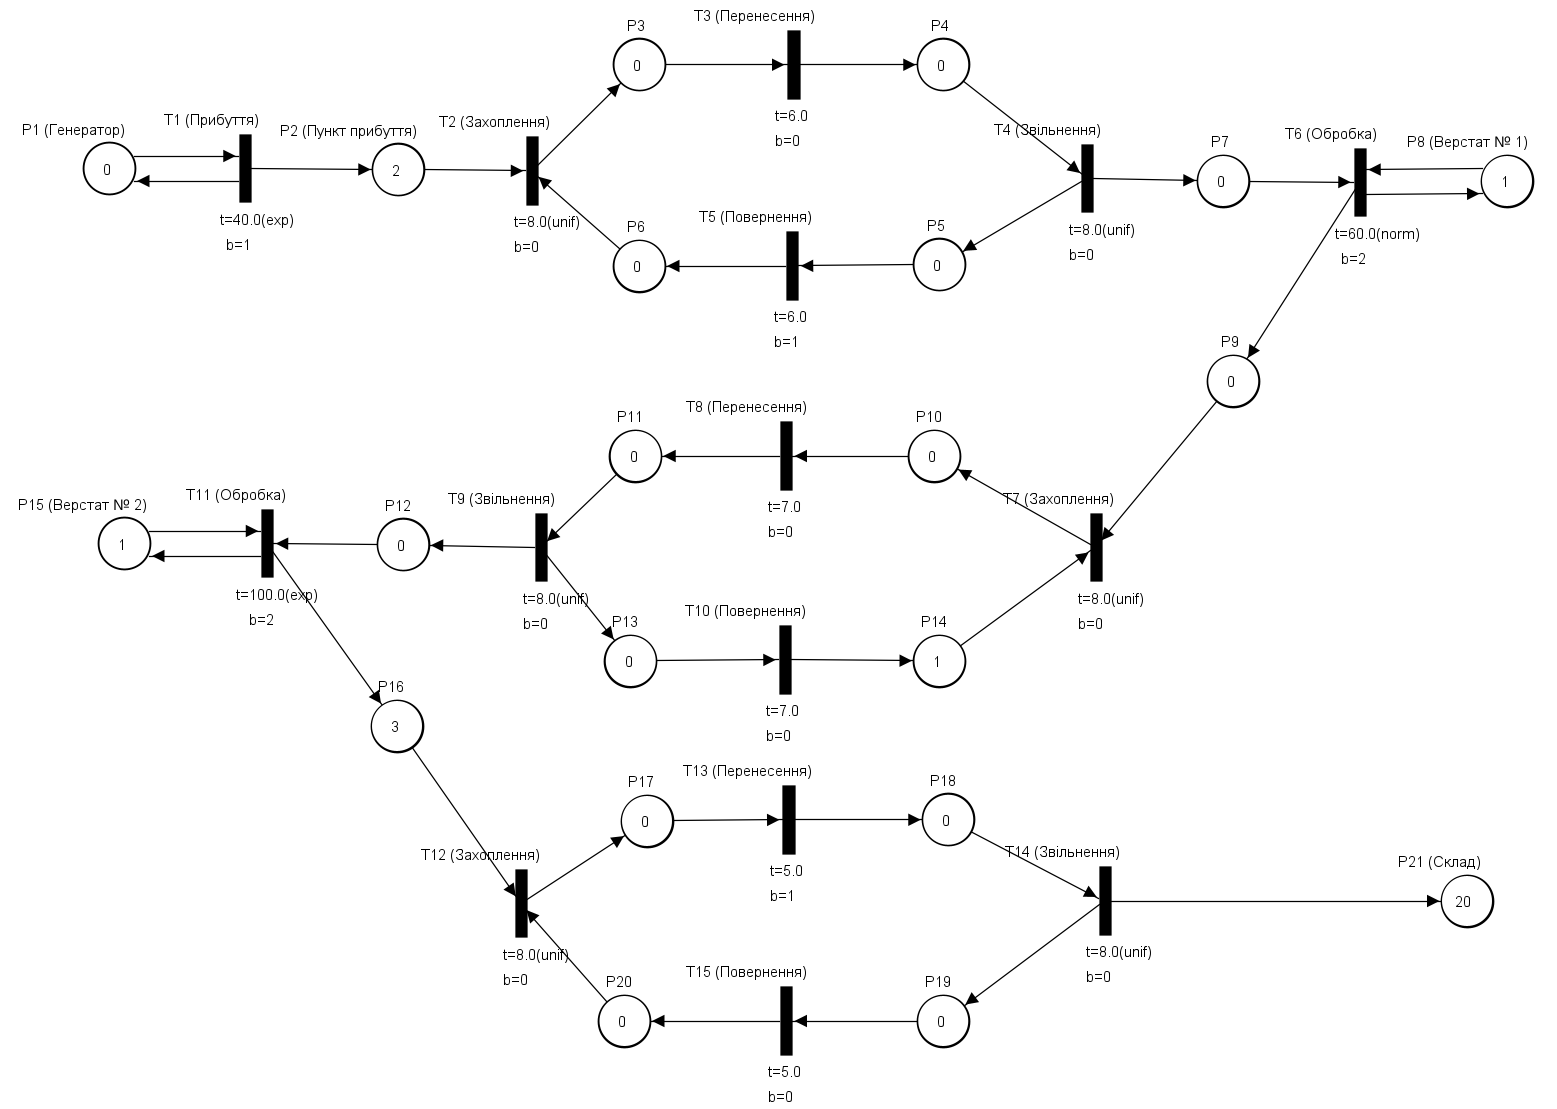 T3 (Перенесення)
P3
P4
0
0
t=6.0
b=0
T1 (Прибуття)
T2 (Захоплення)
P1 (Генератор)
P2 (Пункт прибуття)
T4 (Звільнення)
T6 (Обробка)
P7
P8 (Верстат № 1)
0
2
0
1
t=40.0(exp)
b=1
t=8.0(unif)
b=0
T5 (Повернення)
P6
P5
0
0
t=8.0(unif)
b=0
t=60.0(norm)
b=2
t=6.0
b=1
P9
0
T8 (Перенесення)
P11
P10
0
0
t=7.0
b=0
P15 (Верстат № 2)
T11 (Обробка)
P12
T9 (Звільнення)
T7 (Захоплення)
1
0
t=100.0(exp)
b=2
t=8.0(unif)
b=0
t=8.0(unif)
b=0
T10 (Повернення)
P13
P14
0
1
t=7.0
b=0
P16
3
T13 (Перенесення)
P17
P18
0
0
T12 (Захоплення)
T14 (Звільнення)
P21 (Склад)
t=5.0
b=1
20
t=8.0(unif)
b=0
t=8.0(unif)
b=0
T15 (Повернення)
P20
P19
0
0
t=5.0
b=0